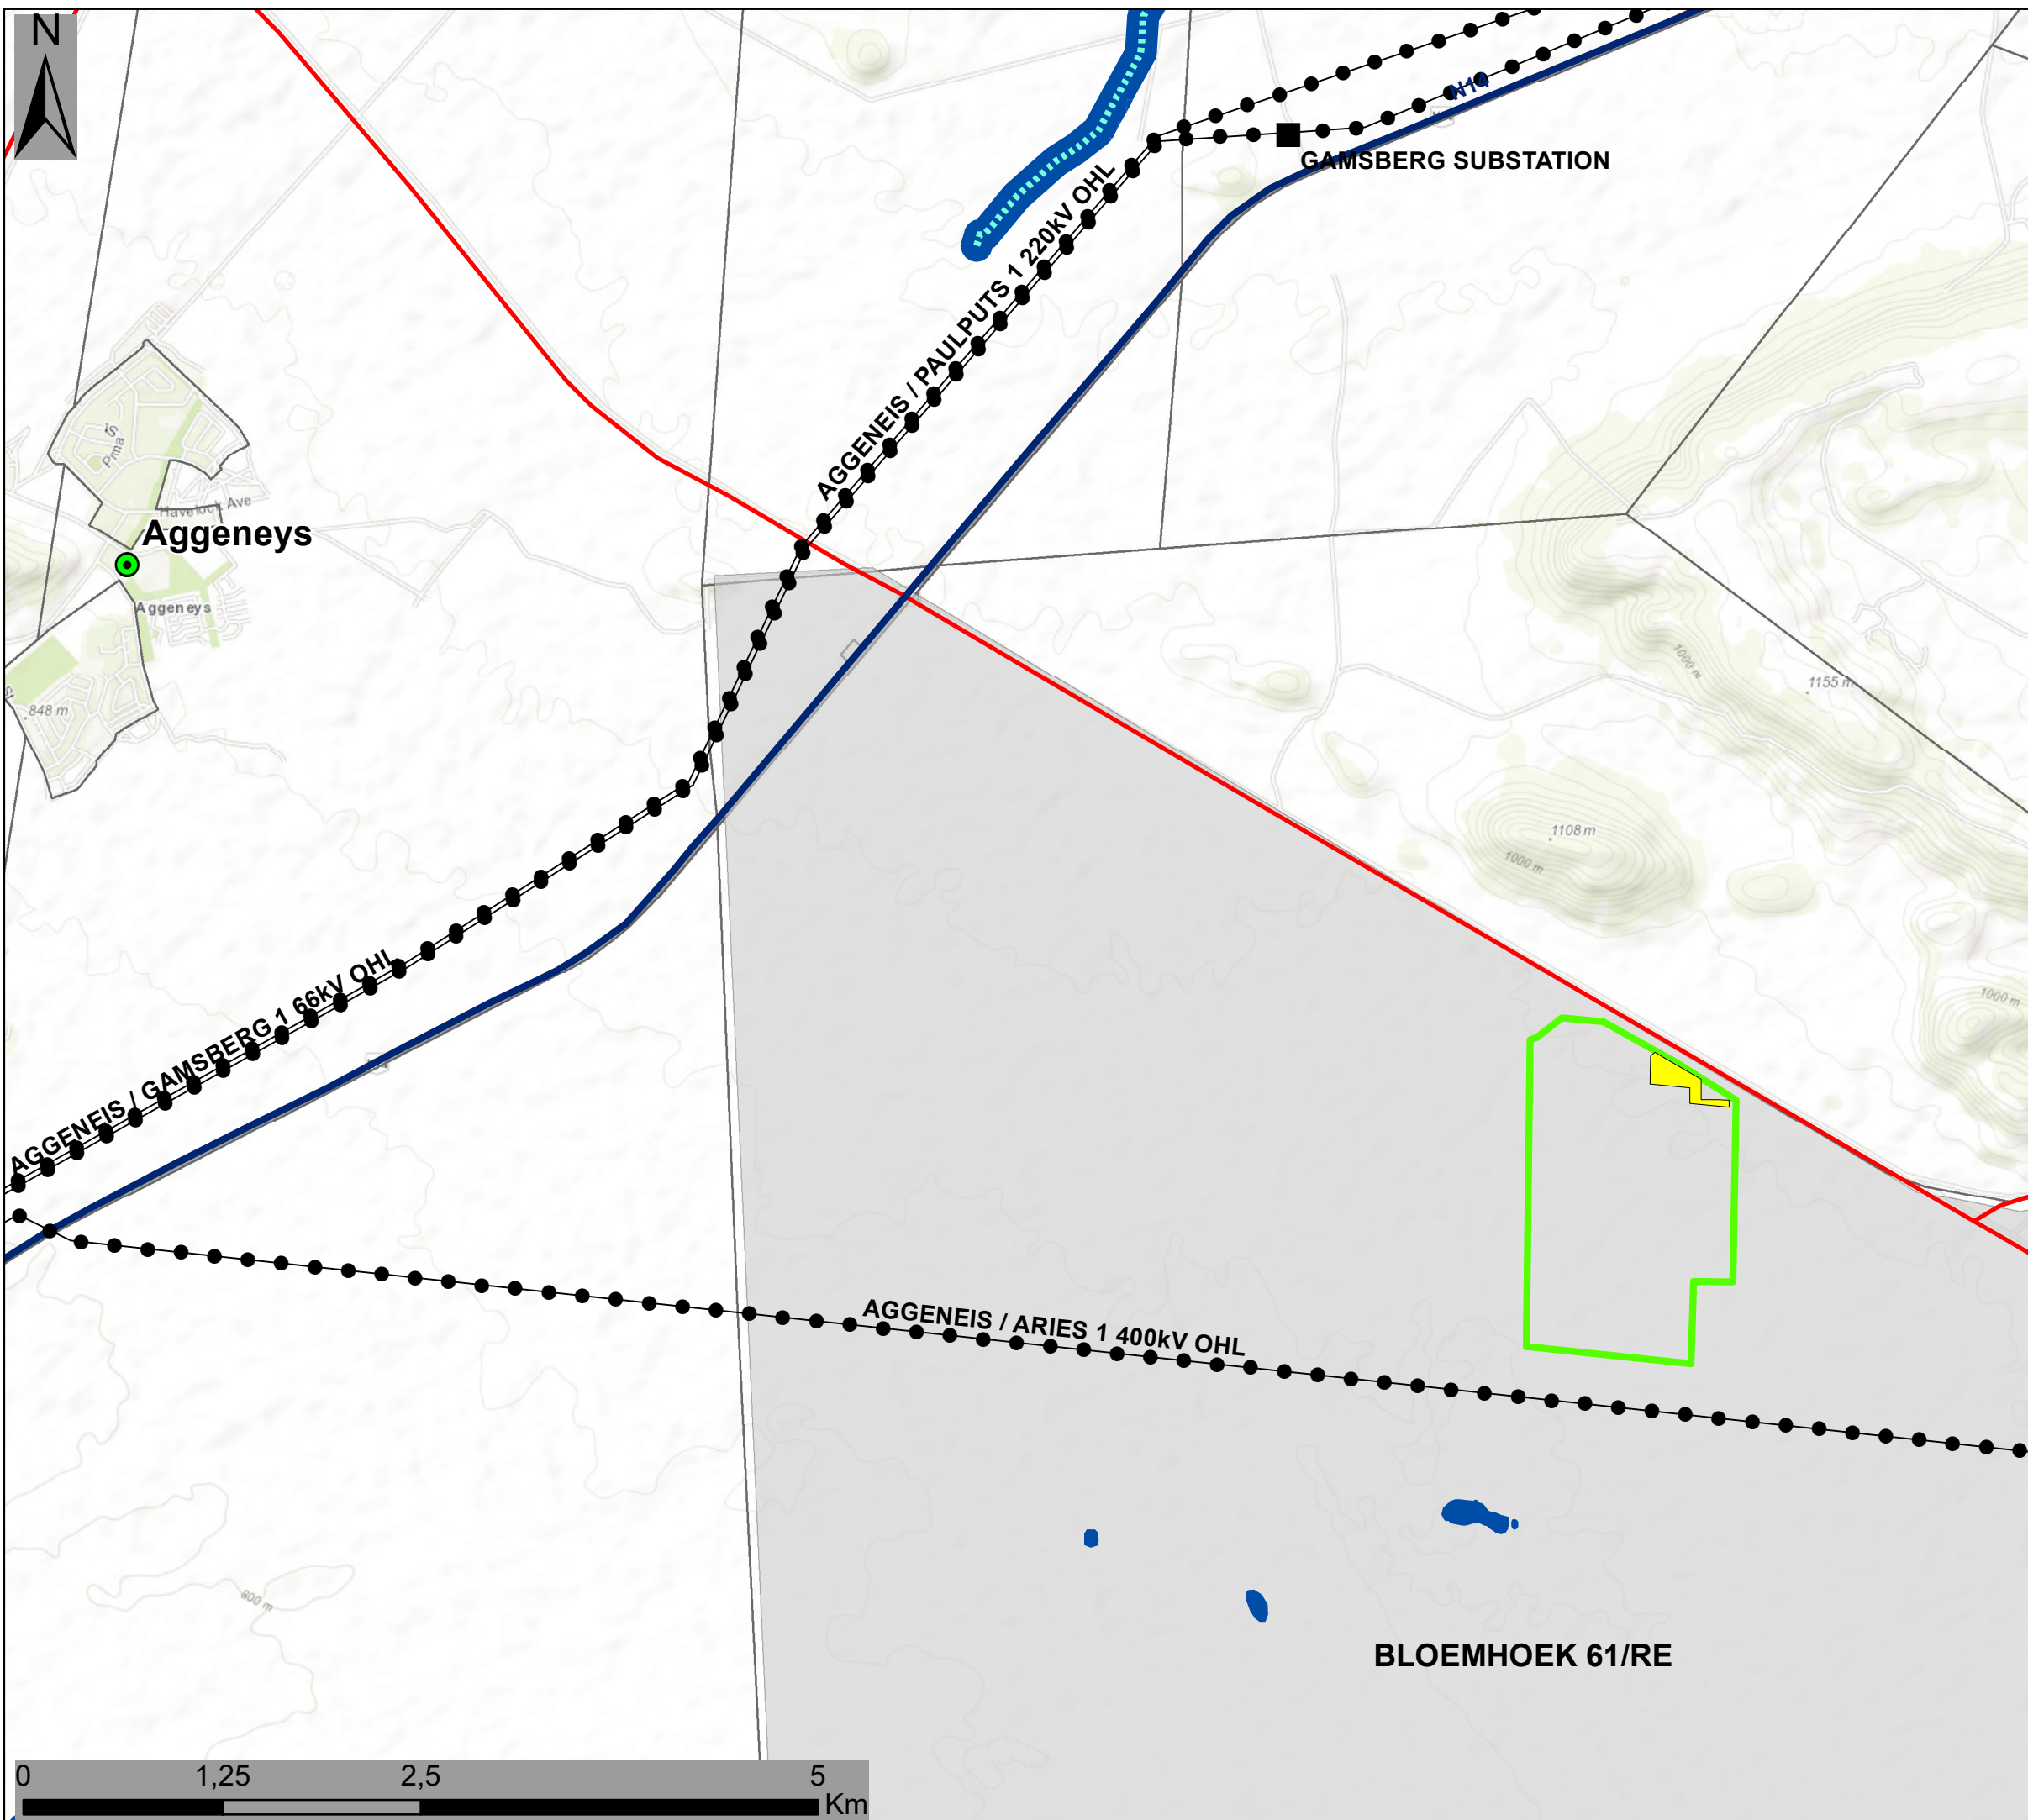 N
N14
GAMSBERG SUBSTATION
AGGENEIS / PAULPUTS 1 220kV OHL
Havelock Ave
Aggeneys
Aggeneys
848 m
1000 m
1155 m
1108 m
1000 m
1000 m
AGGENEIS / GAMSBERG 1 66kV OHL
AGGENEIS / ARIES 1 400kV OHL
800 m
BLOEMHOEK 61/RE
0 1,25 2,5 5
Km